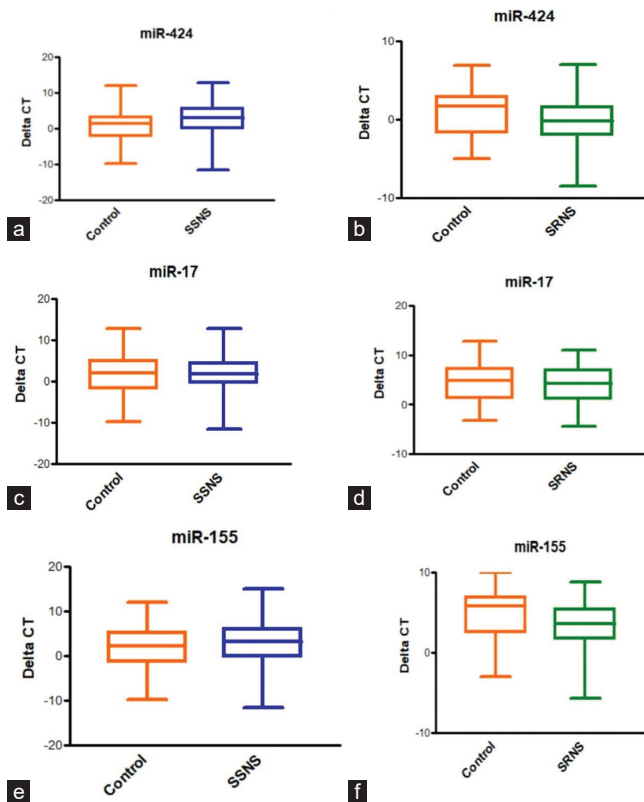 miR-424
Delta CT
20
10
0
-10
-20
Control
SSNS
a
miR-424
Delta CT
10
0
-10
Control
SRNS
b
miR-17
Delta CT
20
10
0
-10
-20
Control
SSNS
c
miR-17
Delta CT
20
10
0
-10
Control
SRNS
d
miR-155
Delta CT
20
10
0
-10
-20
Control
SSNS
e
miR-155
Delta CT
10
0
-10
Control
SRNS
f